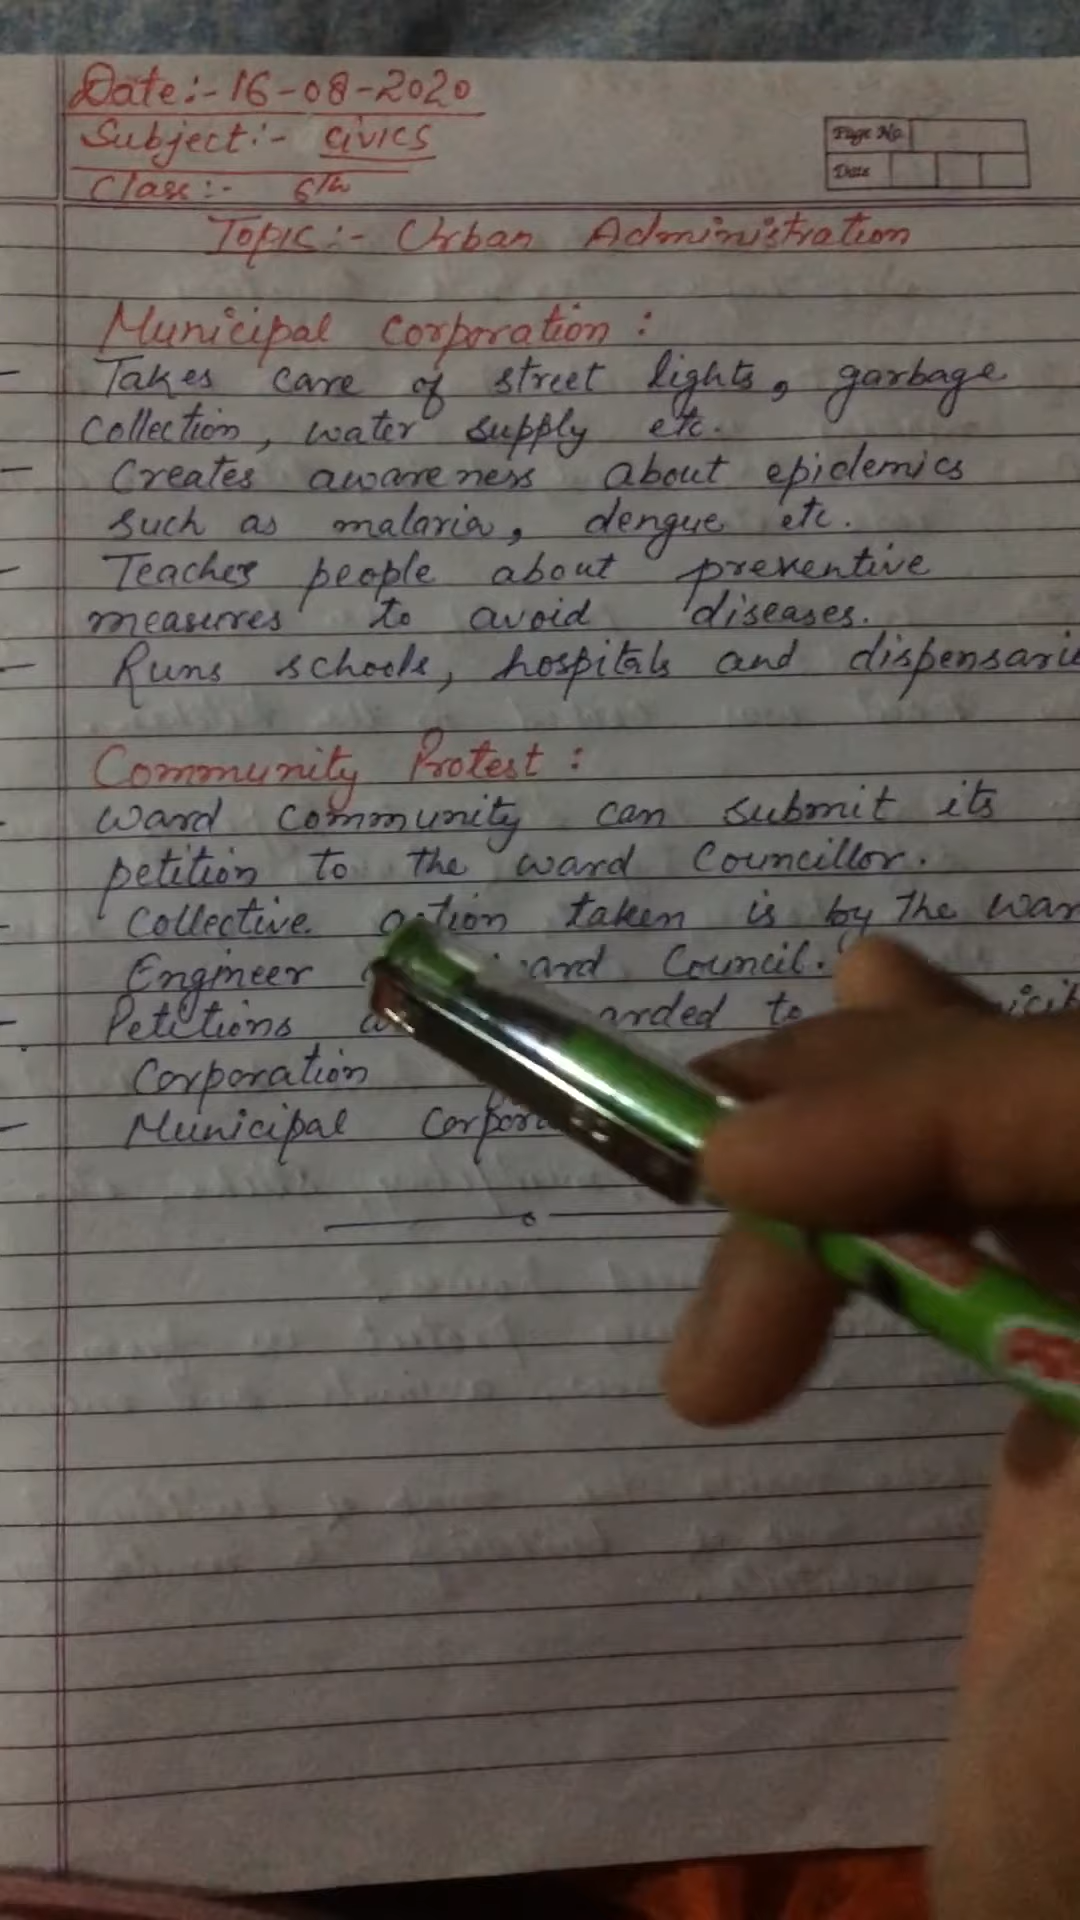 Date:- 16-08-2020
Subject:- Civics
Class:- 6th
Page No.
Date
Topic:- Urban Administration
Municipal Corporation:
- Takes care of street lights, garbage
collection, water supply etc.
- Creates awareness about epidemics
such as malaria, dengue etc.
- Teaches people about preventive
measures to avoid diseases.
- Runs schools, hospitals and
Community Protest:
- Ward community can submit its
petition to the ward Councillor.
- Collective action taken is by the
Engineer Council.
- Petitions to
Corporation
- Municipal